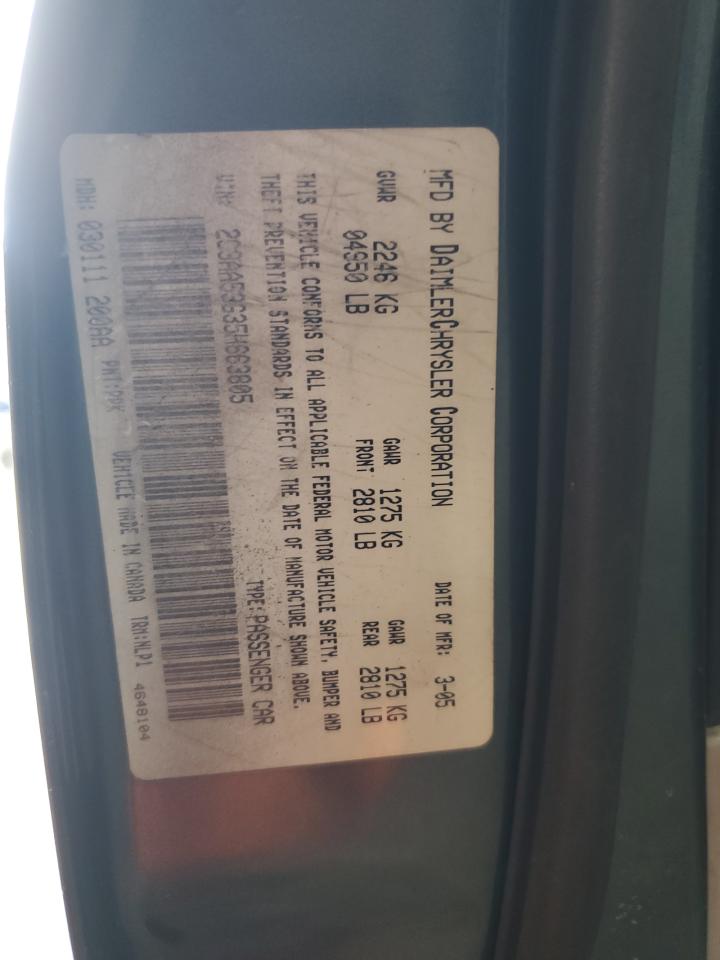 MFD BY DAIMLERCHRYSLER CORPORATION DATE OF MFR: 3-05
GVWR 2246 KG GAWR 1275 KG GAWR 1275 KG
04950 LB FRONT 2810 LB REAR 2810 LB
THIS VEHICLE CONFORMS TO ALL APPLICABLE FEDERAL MOTOR VEHICLE SAFETY, BUMPER AND
THEFT PREVENTION STANDARDS IN EFFECT ON THE DATE OF MANUFACTURE SHOWN ABOVE.
VIN: 2C3AA53G35H663805 TYPE: PASSENGER CAR
MDH: 030111 200AA PNT: VEHICLE MADE IN CANADA TRM:NLP1 4648104